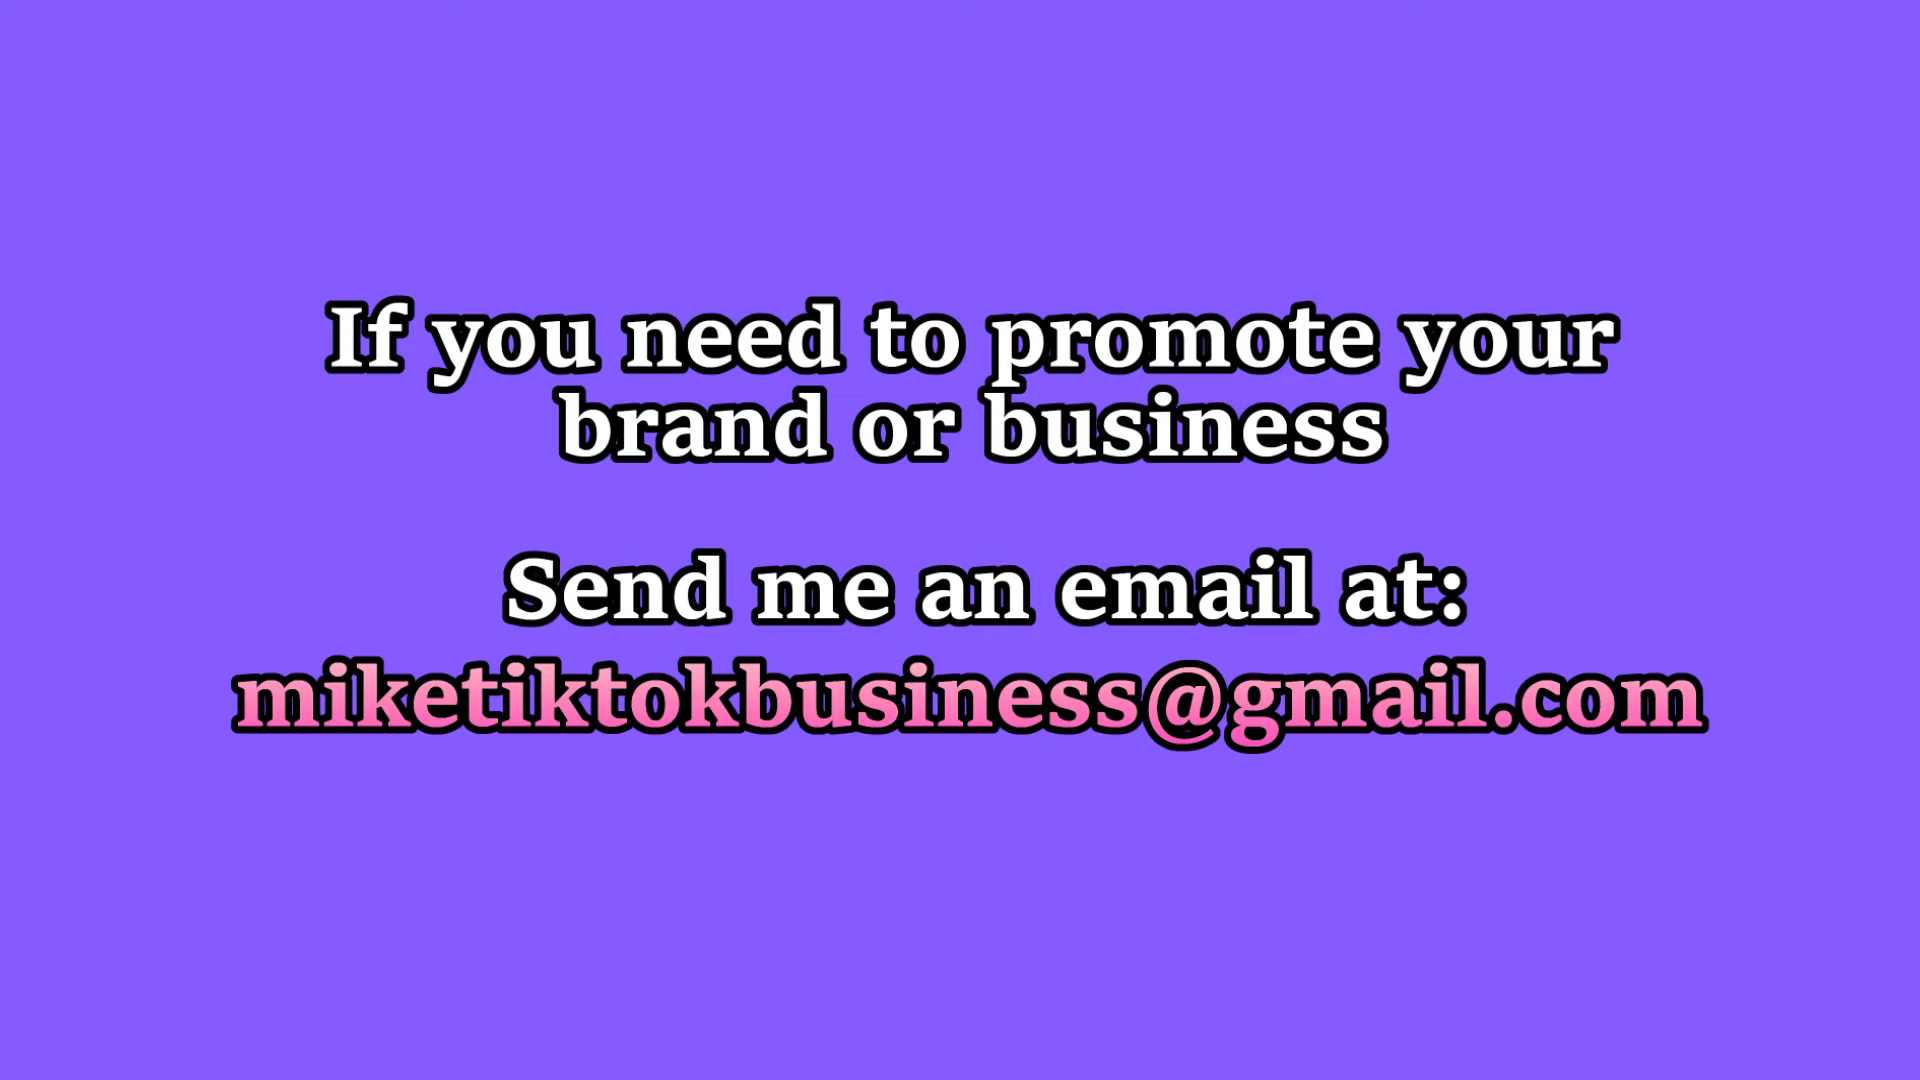 If you need to promote your
brand or business
Send me an email at:
miketiktokbusiness@gmail.com